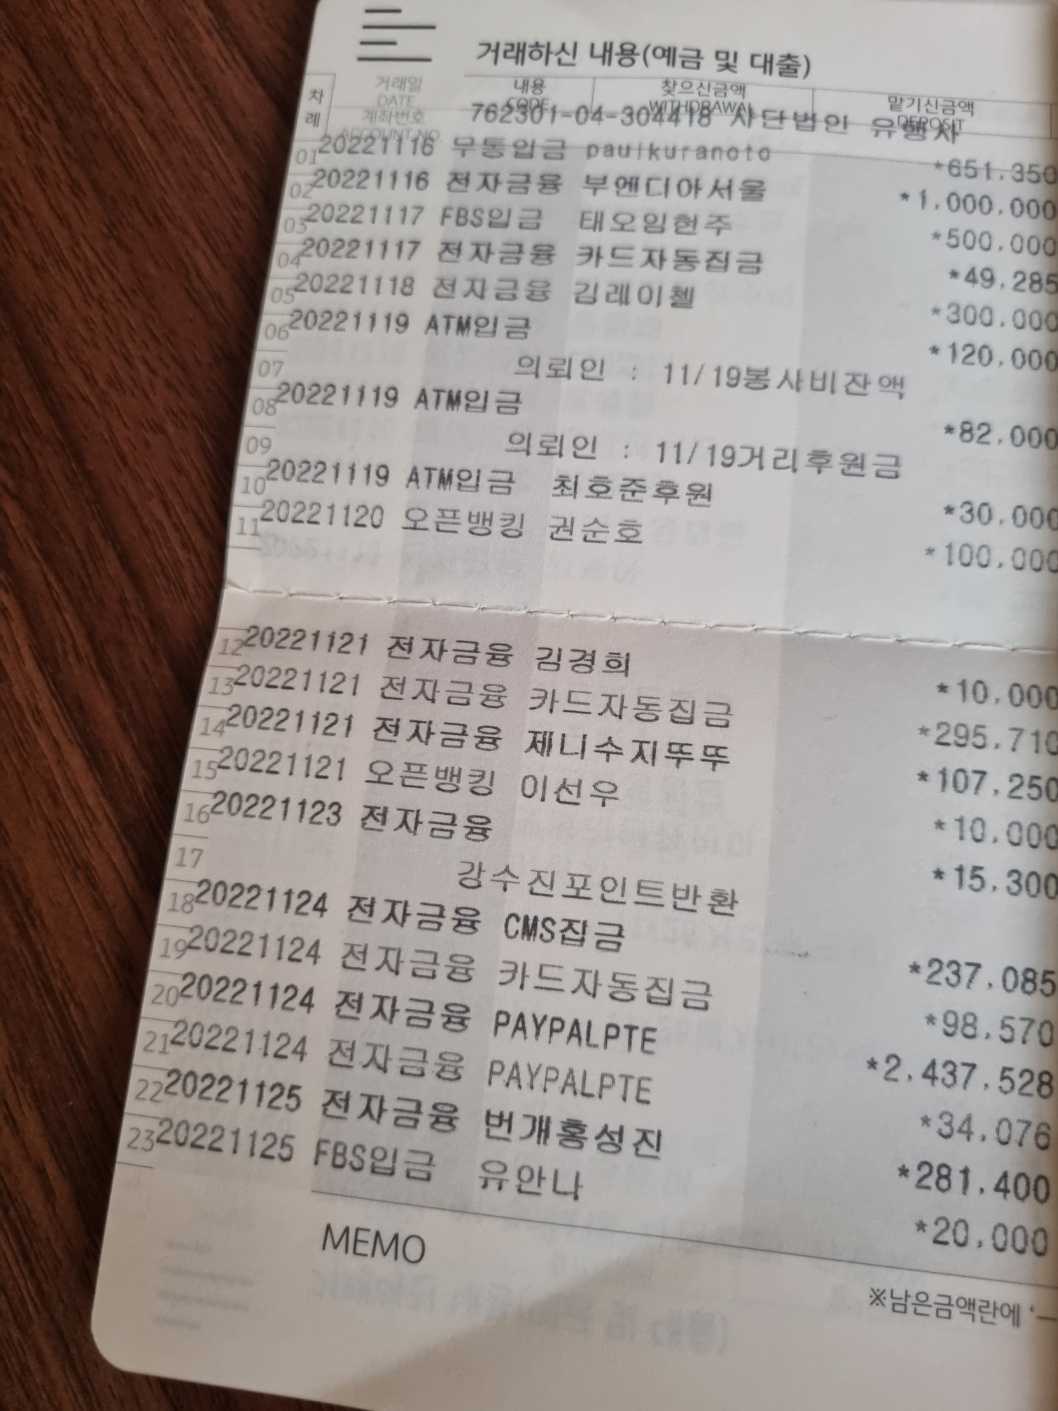 거래하신 내용(예금 및 대출)
차례 거래일 DATE 계좌번호 ACCOUNT NO 내용 CODE 찾으신금액 WITHDRAWAL 맡기신금액 DEPOSIT
762301-04-304418 사단법인 유행사
01 20221116 무통입금 paulkuranoto *651,350
02 20221116 전자금융 부엔디아서울 *1,000,000
03 20221117 FBS입금 태오임현주 *500,000
04 20221117 전자금융 카드자동집금 *49,285
05 20221118 전자금융 김레이첼 *300,000
06 20221119 ATM입금 *120,000
07 의뢰인 : 11/19봉사비잔액
08 20221119 ATM입금 *82,000
09 의뢰인 : 11/19거리후원금
10 20221119 ATM입금 최호준후원 *30,000
11 20221120 오픈뱅킹 권순호 *100,000
12 20221121 전자금융 김경희 *10,000
13 20221121 전자금융 카드자동집금 *295,710
14 20221121 전자금융 제니수지뚜뚜 *107,250
15 20221121 오픈뱅킹 이선우 *10,000
16 20221123 전자금융 *15,300
17 강수진포인트반환
18 20221124 전자금융 CMS집금 *237,085
19 20221124 전자금융 카드자동집금 *98,570
20 20221124 전자금융 PAYPALPTE *2,437,528
21 20221124 전자금융 PAYPALPTE *34,076
22 20221125 전자금융 번개홍성진 *281,400
23 20221125 FBS입금 유안나 *20,000
MEMO
※남은금액란에 '—